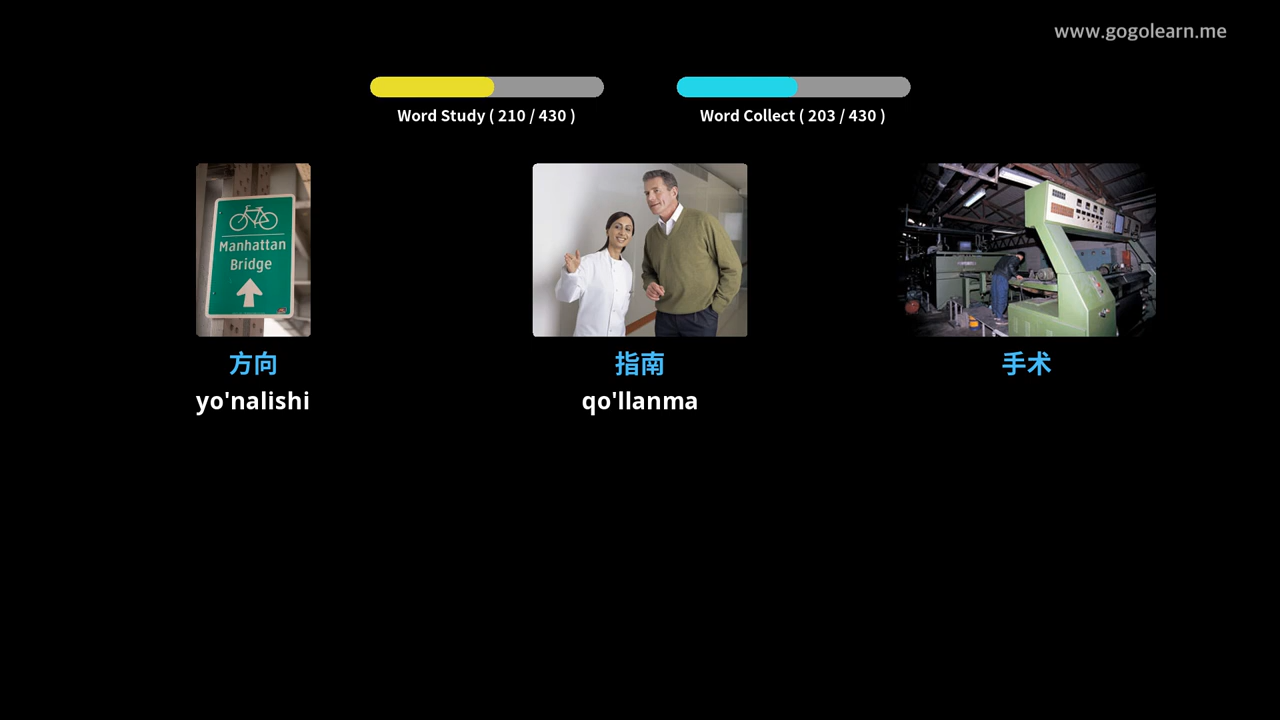 www.gogolearn.me
Word Study ( 210 / 430 )
Word Collect ( 203 / 430 )
Manhattan
Bridge
方向
指南
手术
yo'nalishi
qo'llanma